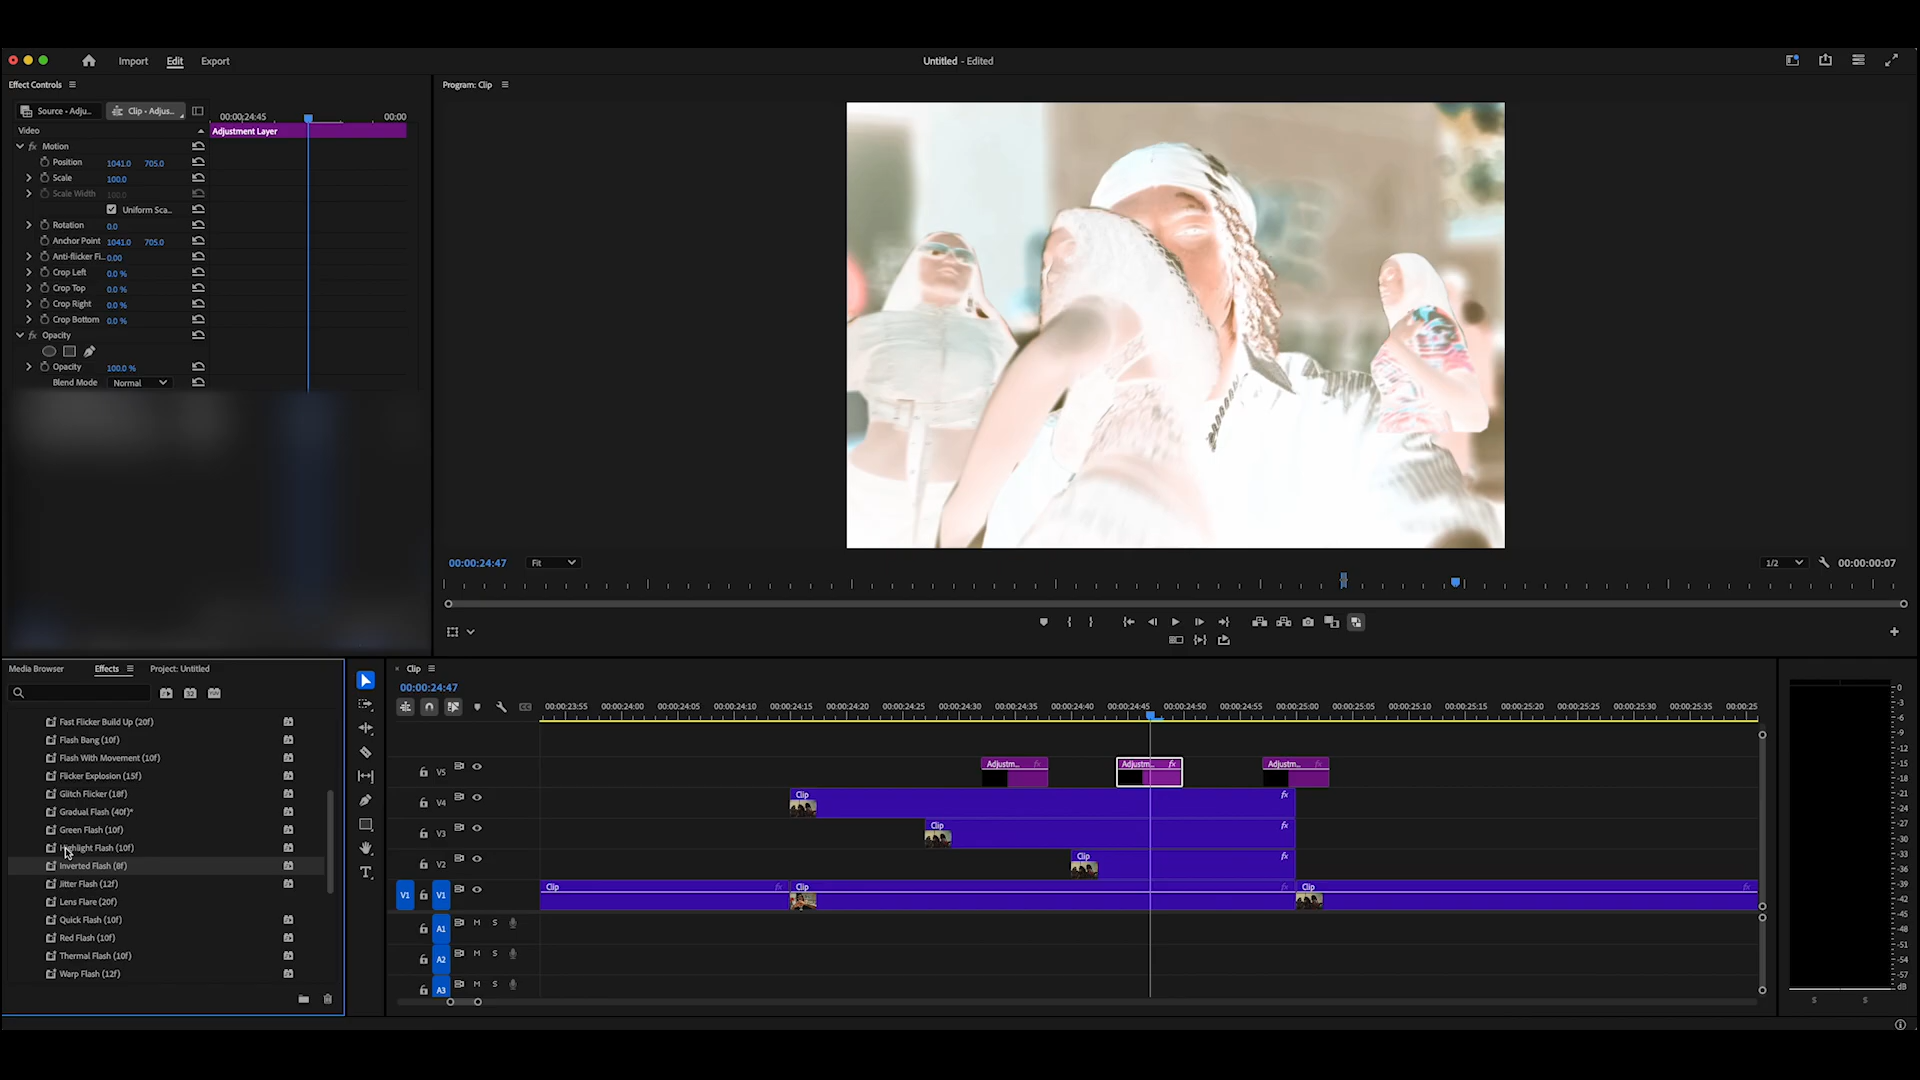 Import Edit Export
Untitled - Edited
Effect Controls
Program: Clip
Source - Adju...
Clip - Adjus...
00:00:24:45
00:00
Video
Adjustment Layer
Motion
Position 1041.0 705.0
Scale 100.0
Scale Width 100.0
Uniform Sca...
Rotation 0.0
Anchor Point 1041.0 705.0
Anti-flicker Fi... 0.00
Crop Left 0.0 %
Crop Top 0.0 %
Crop Right 0.0 %
Crop Bottom 0.0 %
Opacity
Opacity 100.0 %
Blend Mode Normal
00:00:24:47 Fit 1/2 00:00:00:07
Media Browser Effects Project: Untitled
Fast Flicker Build Up (20f)
Flash Bang (10f)
Flash With Movement (10f)
Flicker Explosion (15f)
Glitch Flicker (18f)
Gradual Flash (40f)*
Green Flash (10f)
Highlight Flash (10f)
Inverted Flash (8f)
Jitter Flash (12f)
Lens Flare (20f)
Quick Flash (10f)
Red Flash (10f)
Thermal Flash (10f)
Warp Flash (12f)
Clip
00:00:24:47
00:00:23:55 00:00:24:00 00:00:24:05 00:00:24:10 00:00:24:15 00:00:24:20 00:00:24:25 00:00:24:30 00:00:24:35 00:00:24:40 00:00:24:45 00:00:24:50 00:00:24:55 00:00:25:00 00:00:25:05 00:00:25:10 00:00:25:15 00:00:25:20 00:00:25:25 00:00:25:30 00:00:25:35 00:00:25
V5 Adjustm... fx Adjustm... fx Adjustm... fx
V4 Clip fx
V3 Clip fx
V2 Clip fx
V1 V1 Clip fx Clip fx Clip fx
A1 M S
A2 M S
A3 M S
0
-3
-6
-9
-12
-15
-18
-21
-24
-27
-30
-33
-36
-39
-42
-45
-48
-51
-54
-57
dB
S S